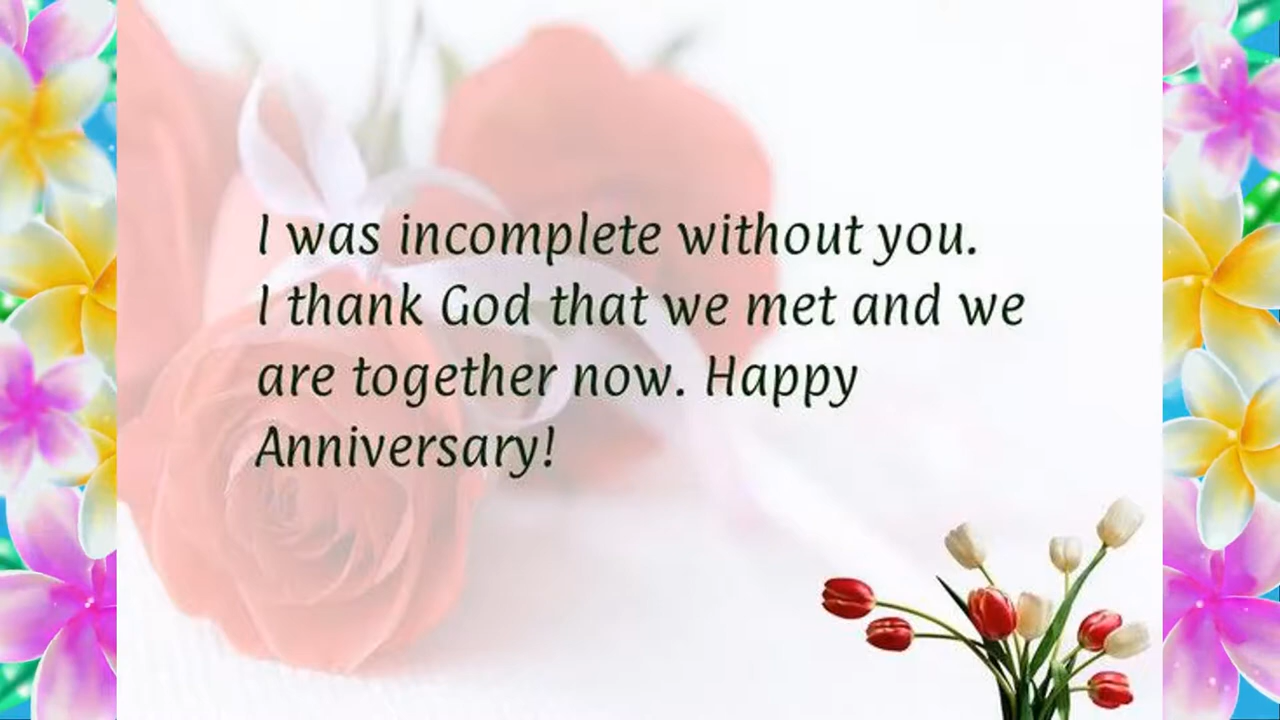 I was incomplete without you.
I thank God that we met and we
are together now. Happy
Anniversary!